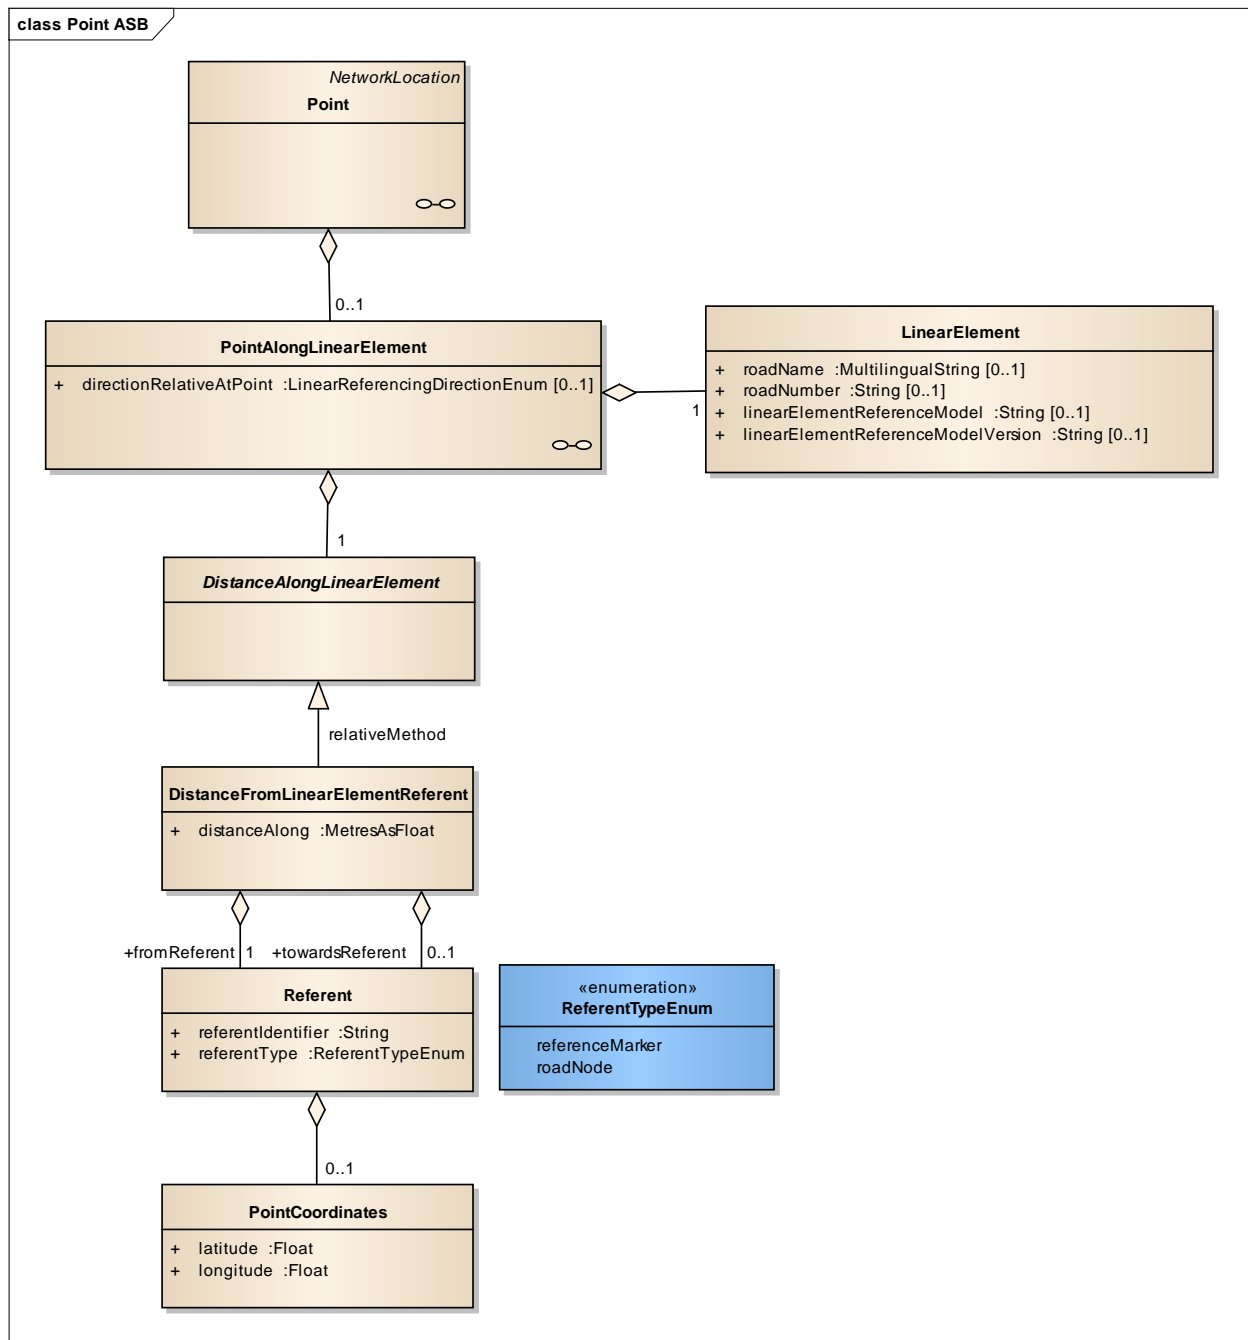 class Point ASB
NetworkLocation
Point
0..1
PointAlongLinearElement
+ directionRelativeAtPoint :LinearReferencingDirectionEnum [0..1]
LinearElement
+ roadName :MultilingualString [0..1]
+ roadNumber :String [0..1]
+ linearElementReferenceModel :String [0..1]
+ linearElementReferenceModelVersion :String [0..1]
1
1
DistanceAlongLinearElement
relativeMethod
DistanceFromLinearElementReferent
+ distanceAlong :MetresAsFloat
+fromReferent 1 +towardsReferent 0..1
Referent
+ referentIdentifier :String
+ referentType :ReferentTypeEnum
«enumeration»
ReferentTypeEnum
referenceMarker
roadNode
0..1
PointCoordinates
+ latitude :Float
+ longitude :Float